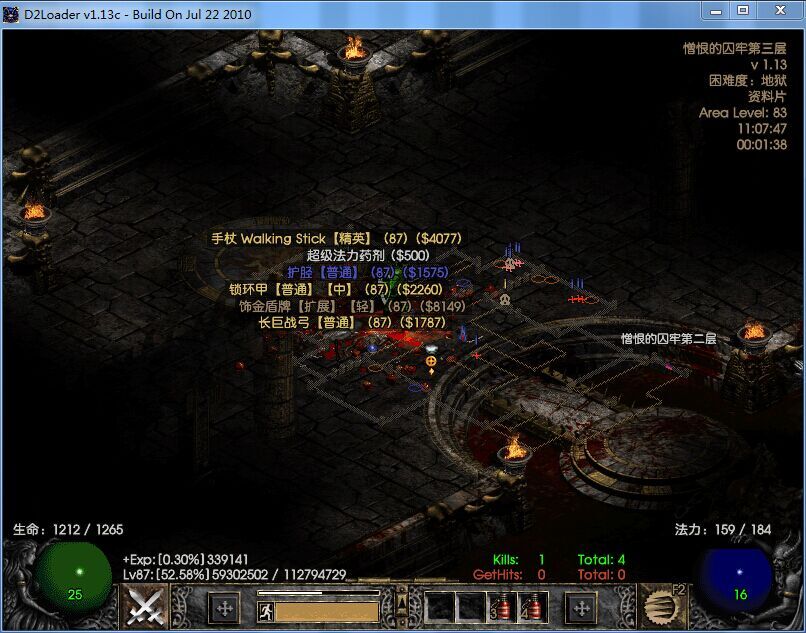 D2Loader v1.13c - Build On Jul 22 2010
憎恨的囚牢第三层
v 1.13
困难度：地狱
资料片
Area Level: 83
11:07:47
00:01:38
手杖 Walking Stick【精英】 (87) ($4077)
超级法力药剂 ($500)
扩胫【普通】 (87) ($1575)
锁环甲【普通】【中】 (87) ($2260)
饰金盾牌【扩展】【轻】 (87) ($8149)
长巨战弓【普通】 (87) ($1787)
憎恨的囚牢第二层
生命：1212 / 1265
法力：159 / 184
+Exp:[0.30%]339141
Kills: 1 Total: 4
Lv87:[52.58%]59302502 / 112794729
GetHits: 0 Total: 0
25
3
4
F2
16